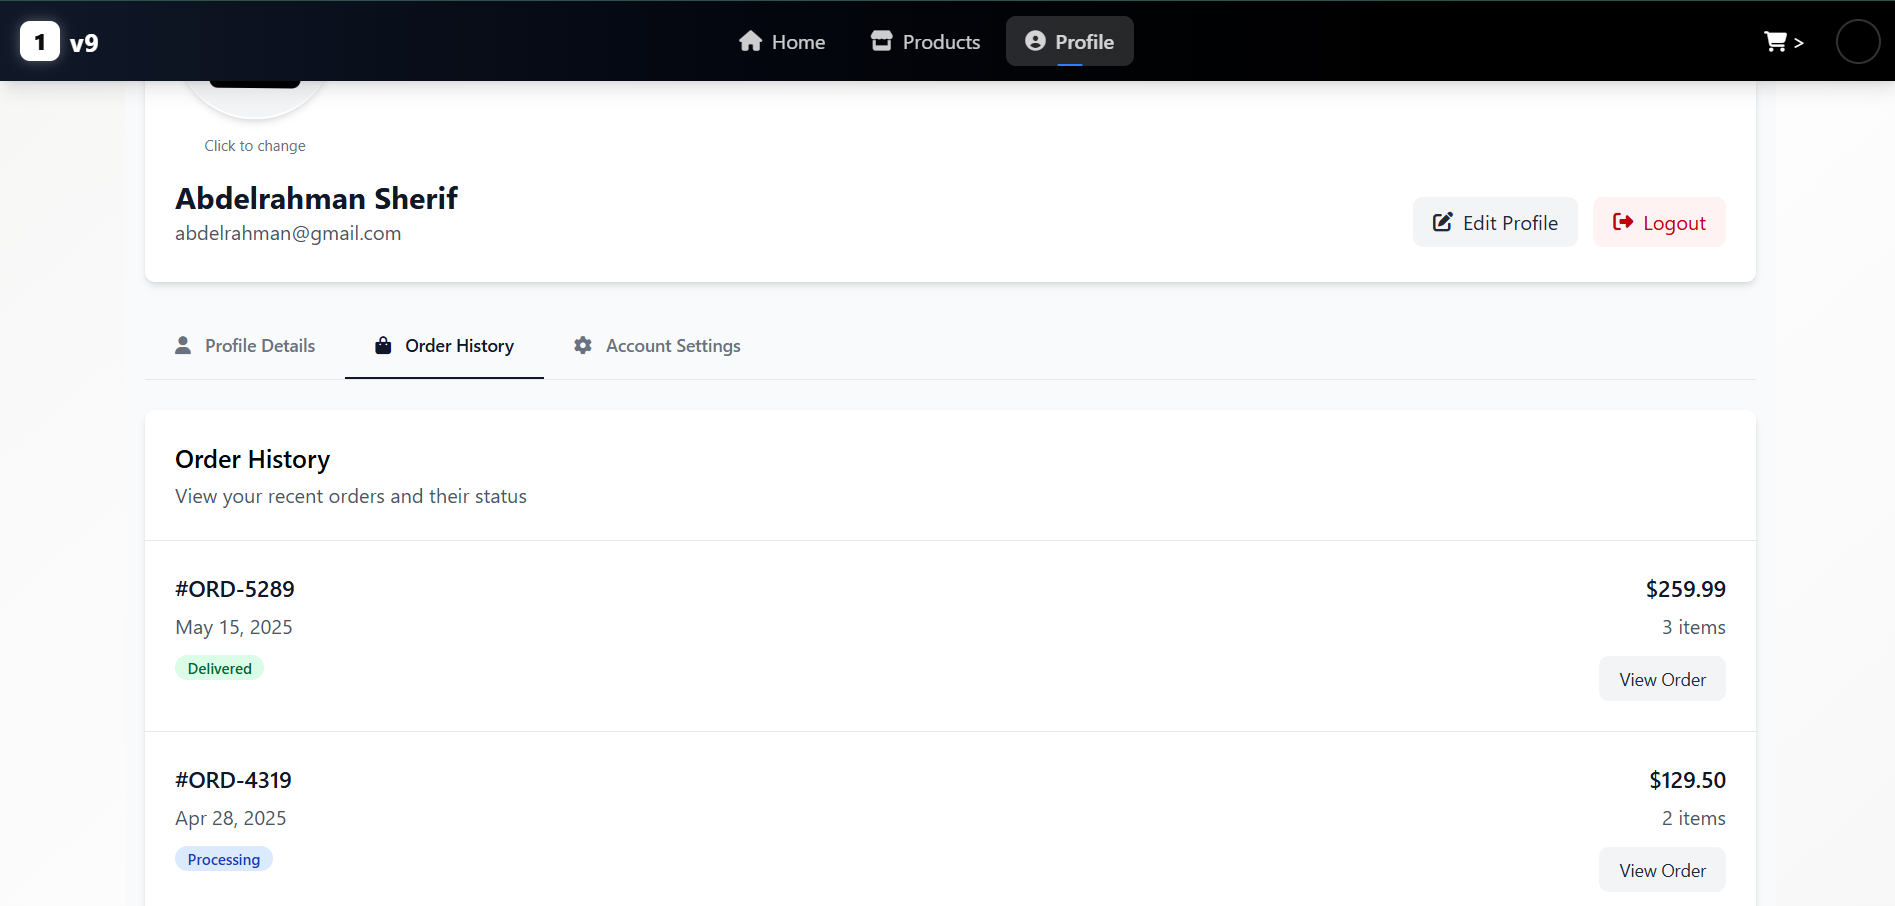 1 v9
Home
Products
Profile
>
Click to change
Abdelrahman Sherif
abdelrahman@gmail.com
Edit Profile
Logout
Profile Details
Order History
Account Settings
Order History
View your recent orders and their status
#ORD-5289
$259.99
May 15, 2025
3 items
Delivered
View Order
#ORD-4319
$129.50
Apr 28, 2025
2 items
Processing
View Order